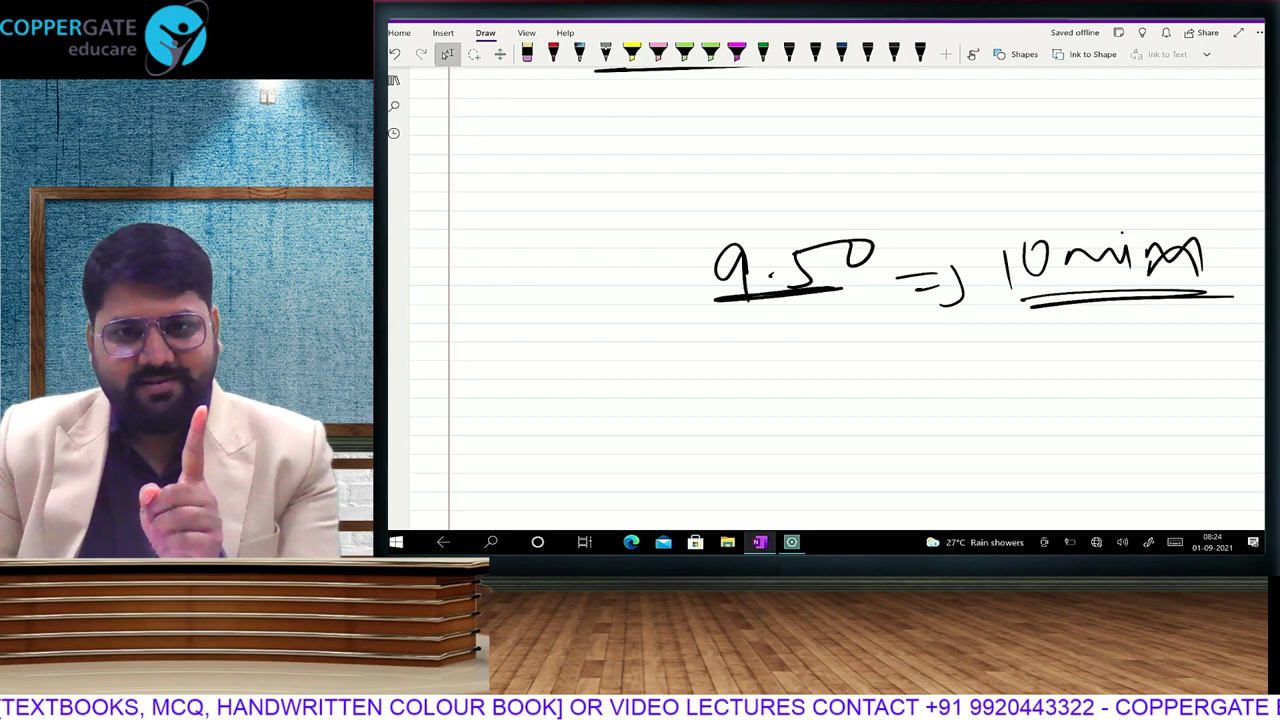 COPPERGATE
educare
Home Insert Draw View Help
Saved offline
Share
Shapes
Ink to Shape
Ink to Text
9.50 => 10 min
27°C Rain showers
08:24
01-09-2021
[TEXTBOOKS, MCQ, HANDWRITTEN COLOUR BOOK] OR VIDEO LECTURES CONTACT +91 9920443322 - COPPERGATE